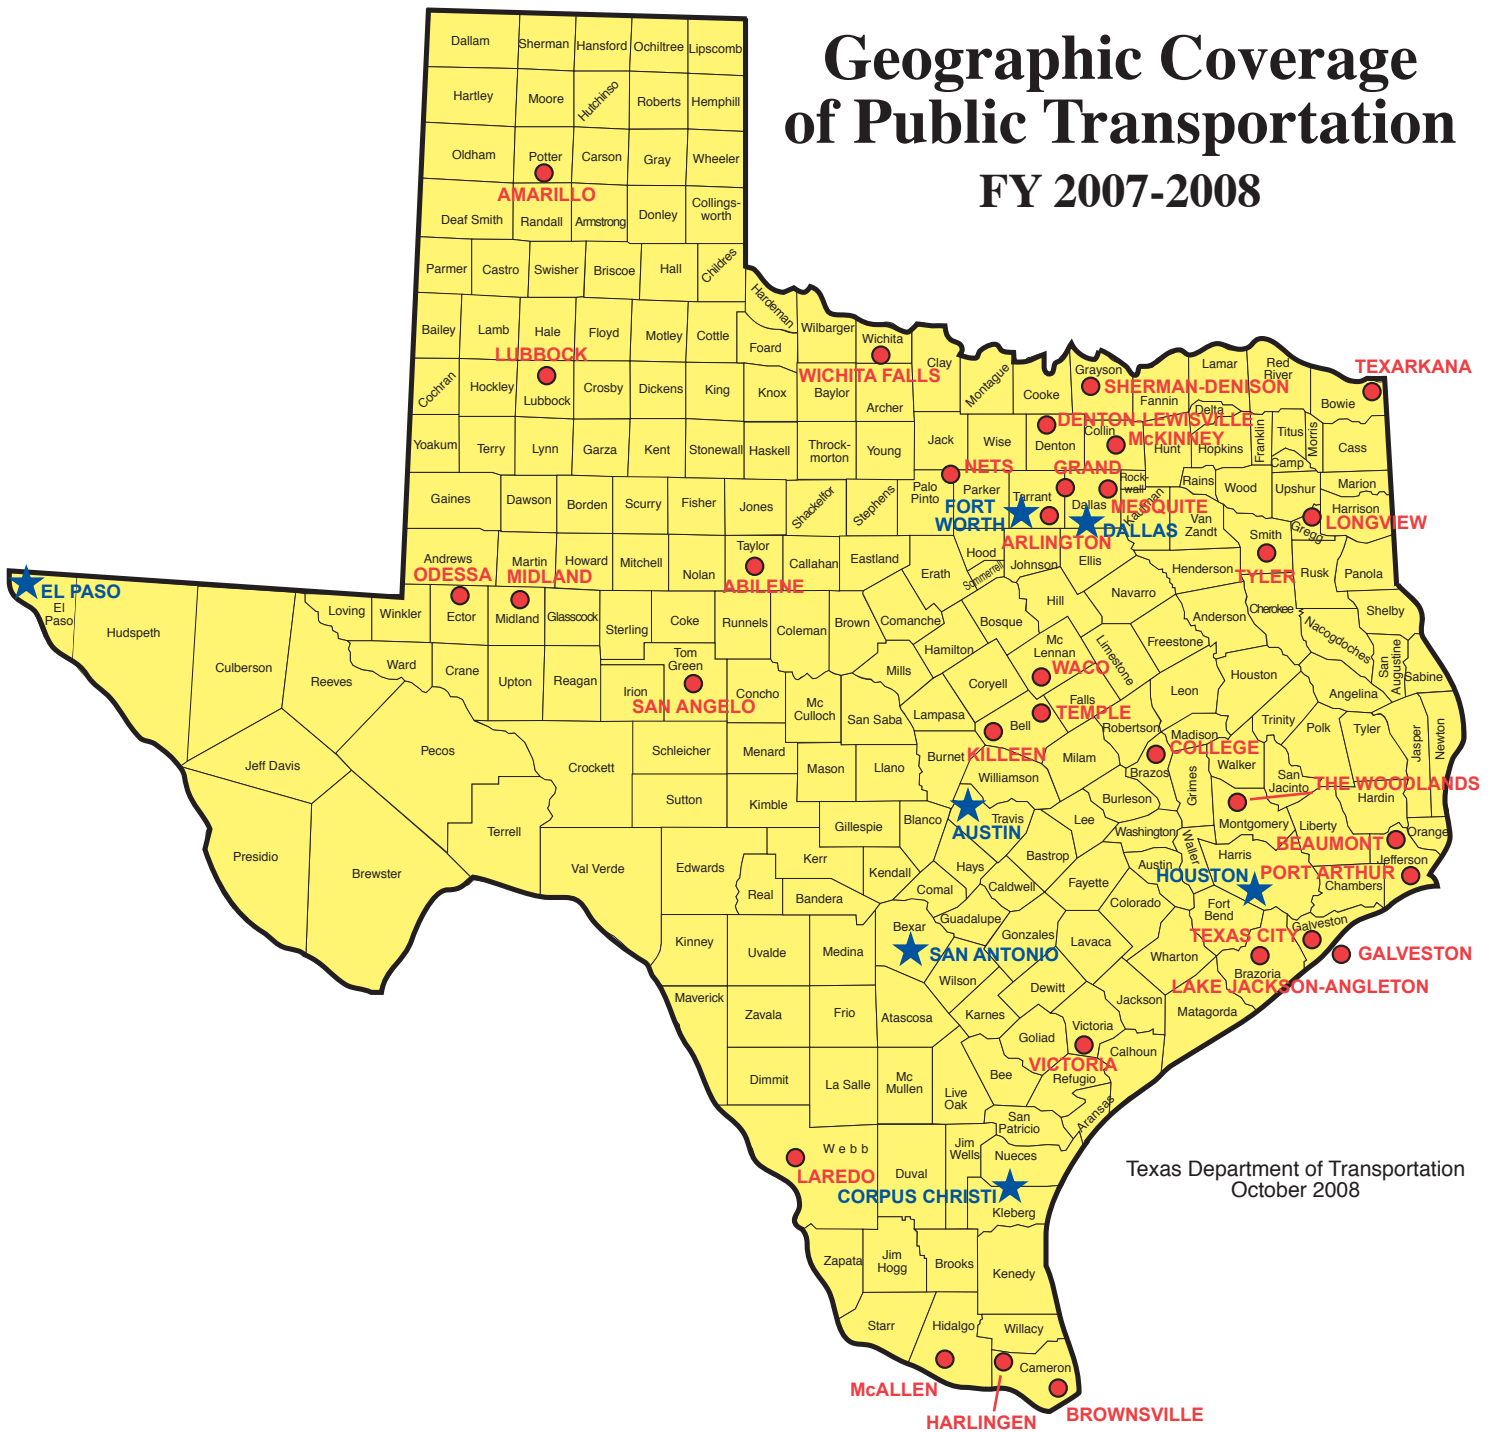 Geographic Coverage
of Public Transportation
FY 2007-2008
Dallam
Sherman
Hansford
Ochiltree
Lipscomb
Hartley
Moore
Hutchinso
Roberts
Hemphill
Oldham
Potter
Carson
Gray
Wheeler
AMARILLO
Deaf Smith
Randall
Armstrong
Donley
Collings-
worth
Parmer
Castro
Swisher
Briscoe
Hall
Childres
Hardeman
Bailey
Lamb
Hale
Floyd
Motley
Cottle
Foard
Wilbarger
Wichita
Clay
LUBBOCK
WICHITA FALLS
Cochran
Hockley
Lubbock
Crosby
Dickens
King
Knox
Baylor
Archer
Montague
Cooke
Grayson
SHERMAN-DENISON
Fannin
Lamar
Red
River
TEXARKANA
Bowie
Yoakum
Terry
Lynn
Garza
Kent
Stonewall
Haskell
Throck-
morton
Young
Jack
Wise
DENTON LEWISVILLE
Denton
Collin
McKINNEY
Hunt
Delta
Hopkins
Franklin
Titus
Morris
Camp
Cass
Gaines
Dawson
Borden
Scurry
Fisher
Jones
Shackelfor
Stephens
Palo
Pinto
NETS
Parker
GRAND
Tarrant
Dallas
Rock-
wall
MESQUITE
Kaufman
Rains
Wood
Upshur
Marion
Harrison
LONGVIEW
Gregg
FORT
WORTH
DALLAS
ARLINGTON
Van
Zandt
Smith
TYLER
Andrews
Martin
Howard
Mitchell
Nolan
Taylor
ABILENE
Callahan
Eastland
Erath
Hood
Sommerrell
Johnson
Ellis
Henderson
Rusk
Panola
EL PASO
El
Paso
Hudspeth
Culberson
Loving
Winkler
ODESSA
Ector
MIDLAND
Midland
Glasscock
Sterling
Coke
Runnels
Coleman
Brown
Comanche
Bosque
Hill
Navarro
Anderson
Cherokee
Nacogdoches
Shelby
Reeves
Ward
Crane
Upton
Reagan
Irion
Tom
Green
SAN ANGELO
Concho
Mc
Culloch
San Saba
Mills
Hamilton
Coryell
Mc
Lennan
WACO
Limestone
Freestone
Leon
Houston
Angelina
San
Augustine
Sabine
Lampasa
Falls
TEMPLE
Bell
KILLEEN
Robertson
Madison
Trinity
Polk
Tyler
Jasper
Newton
Jeff Davis
Pecos
Crockett
Schleicher
Menard
Mason
Llano
Burnet
Williamson
Milam
COLLEGE
Brazos
Grimes
Walker
San
Jacinto
THE WOODLANDS
Hardin
Presidio
Brewster
Terrell
Val Verde
Sutton
Kimble
Gillespie
Blanco
AUSTIN
Travis
Lee
Burleson
Washington
Waller
Montgomery
Liberty
BEAUMONT
Orange
Jefferson
Edwards
Kerr
Real
Kendall
Bandera
Hays
Comal
Caldwell
Bastrop
Fayette
Austin
Colorado
Harris
HOUSTON
PORT ARTHUR
Chambers
Fort
Bend
Galveston
TEXAS CITY
GALVESTON
Kinney
Uvalde
Medina
Bexar
SAN ANTONIO
Guadalupe
Gonzales
Lavaca
Wharton
Brazoria
LAKE JACKSON-ANGLETON
Maverick
Zavala
Frio
Atascosa
Wilson
Karnes
Dewitt
Jackson
Matagorda
Goliad
Victoria
VICTORIA
Calhoun
Dimmit
La Salle
Mc
Mullen
Live
Oak
Bee
Refugio
Aransas
San
Patricio
Webb
LAREDO
Duval
Jim
Wells
Nueces
CORPUS CHRISTI
Kleberg
Texas Department of Transportation
October 2008
Zapata
Jim
Hogg
Brooks
Kenedy
Starr
Hidalgo
Willacy
McALLEN
Cameron
HARLINGEN
BROWNSVILLE